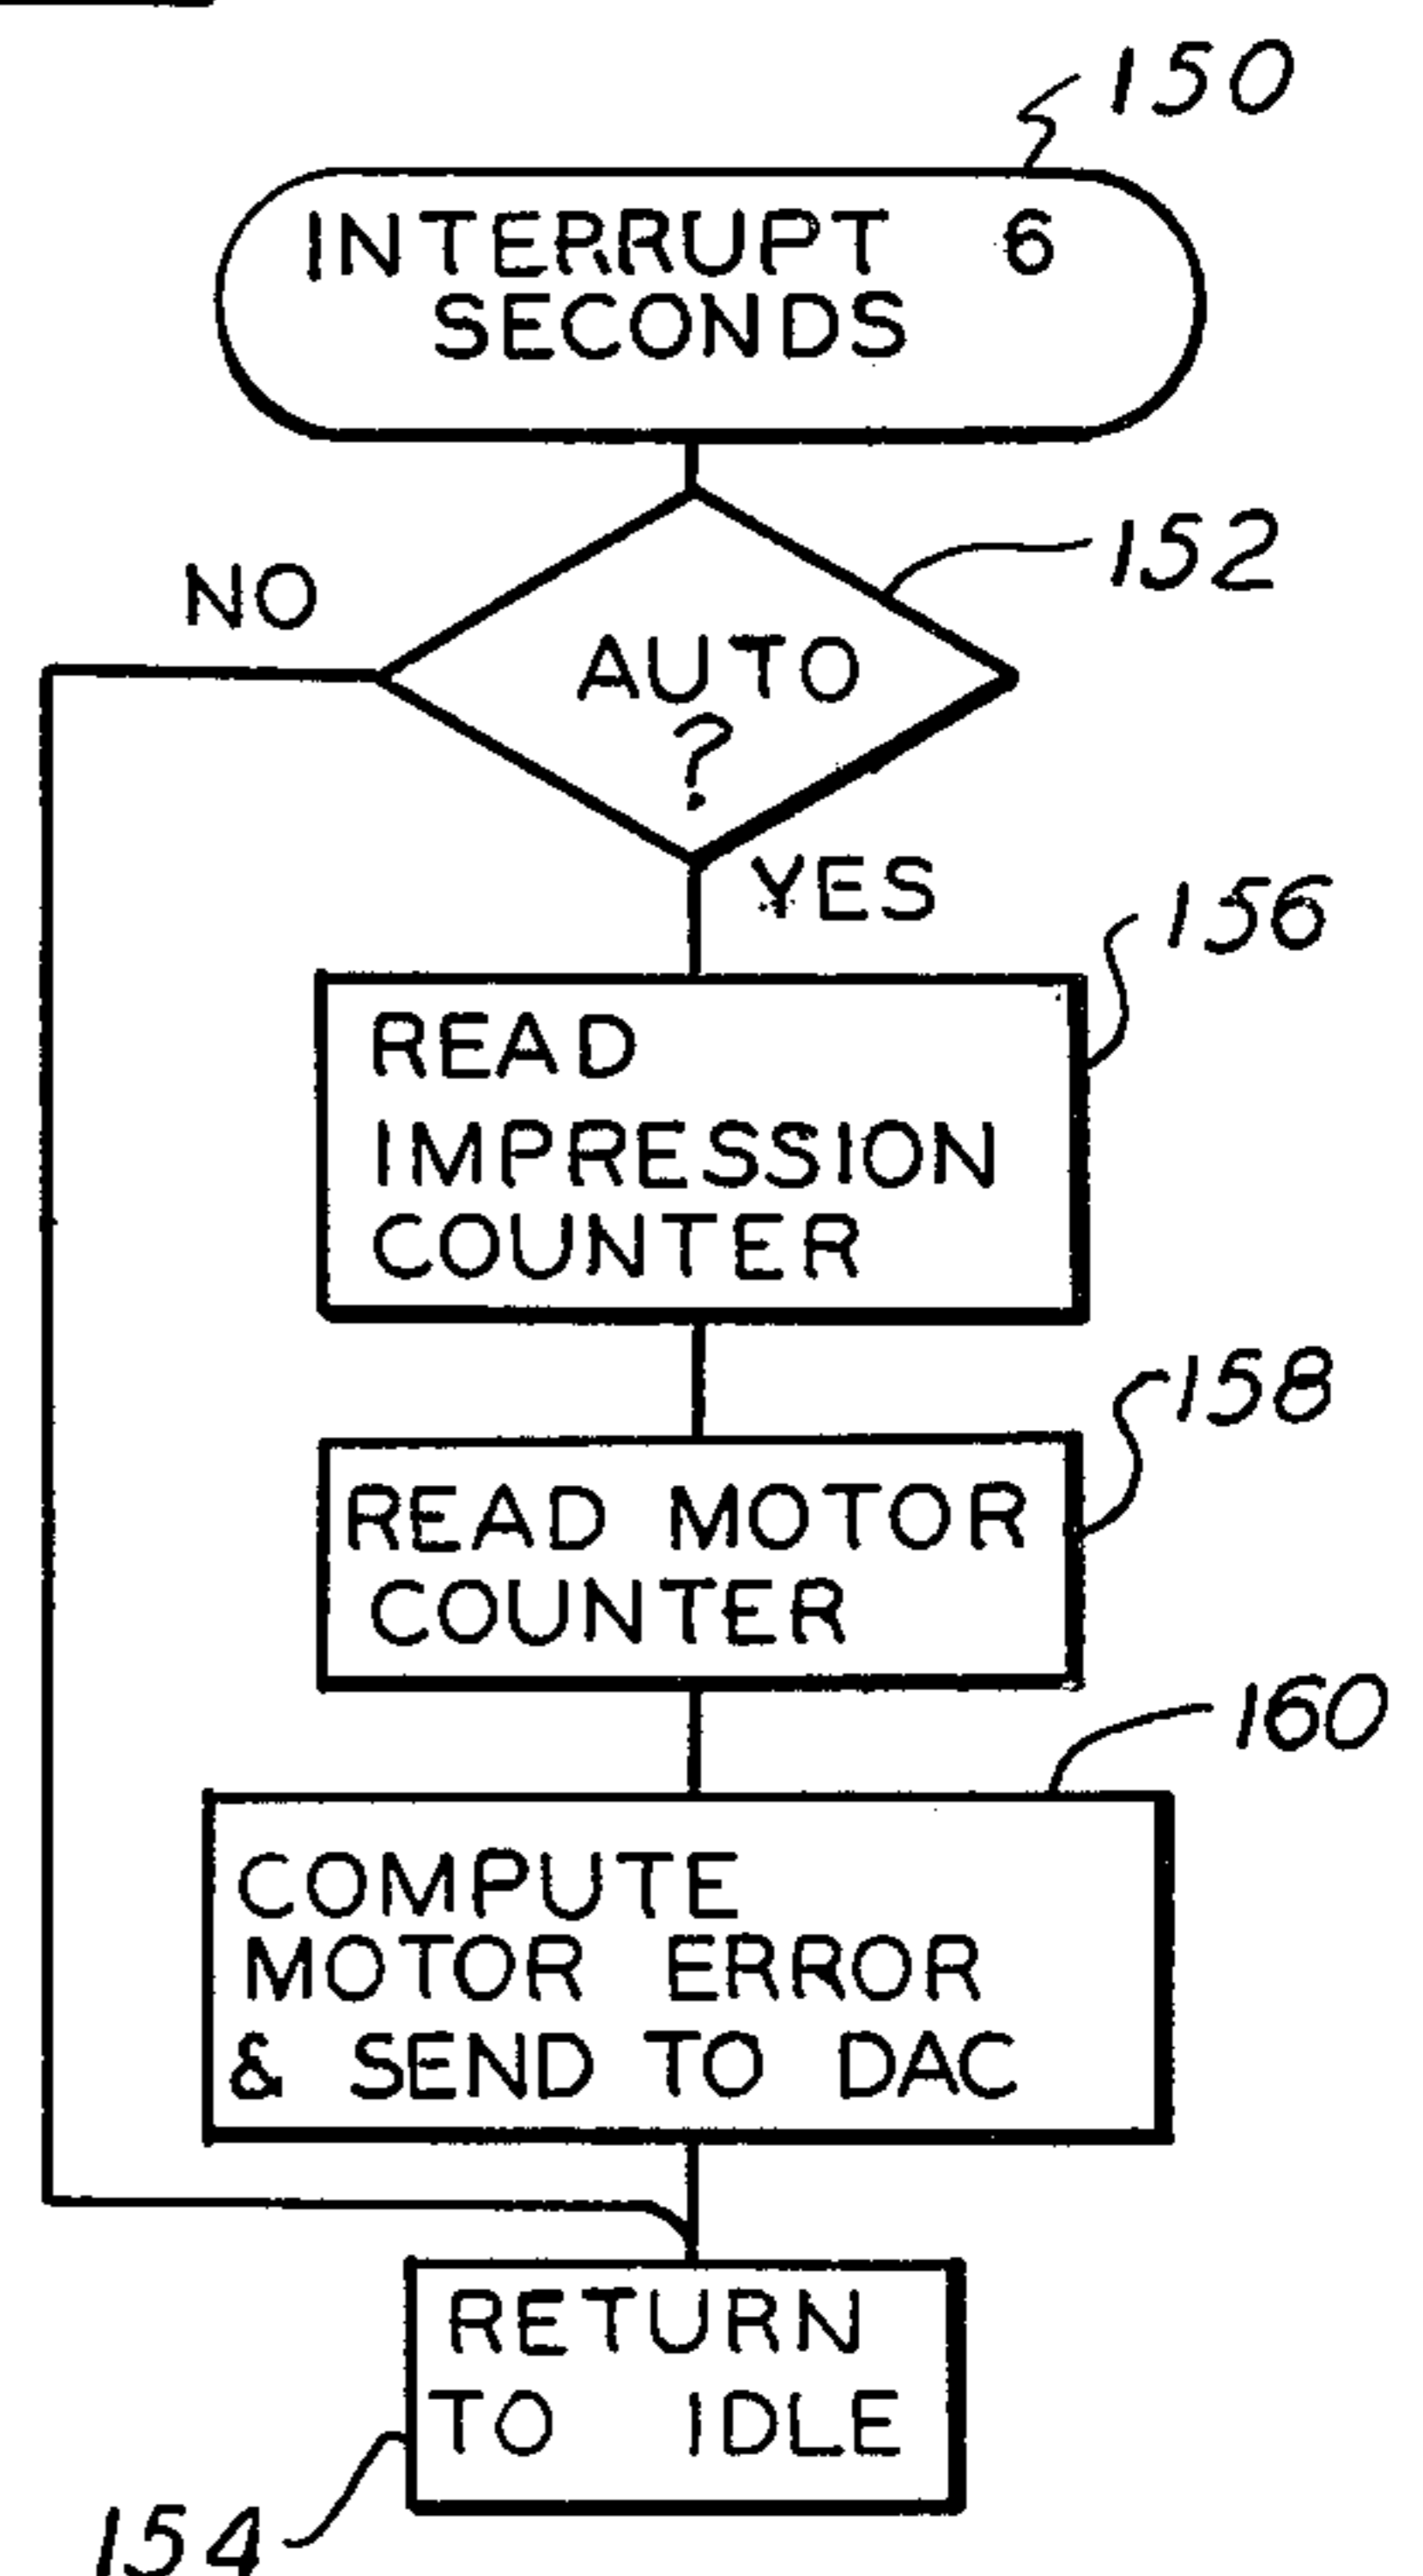 150
INTERRUPT 6
SECONDS
152
NO
AUTO
?
YES
156
READ
IMPRESSION
COUNTER
158
READ MOTOR
COUNTER
160
COMPUTE
MOTOR ERROR
& SEND TO DAC
RETURN
TO IDLE
154